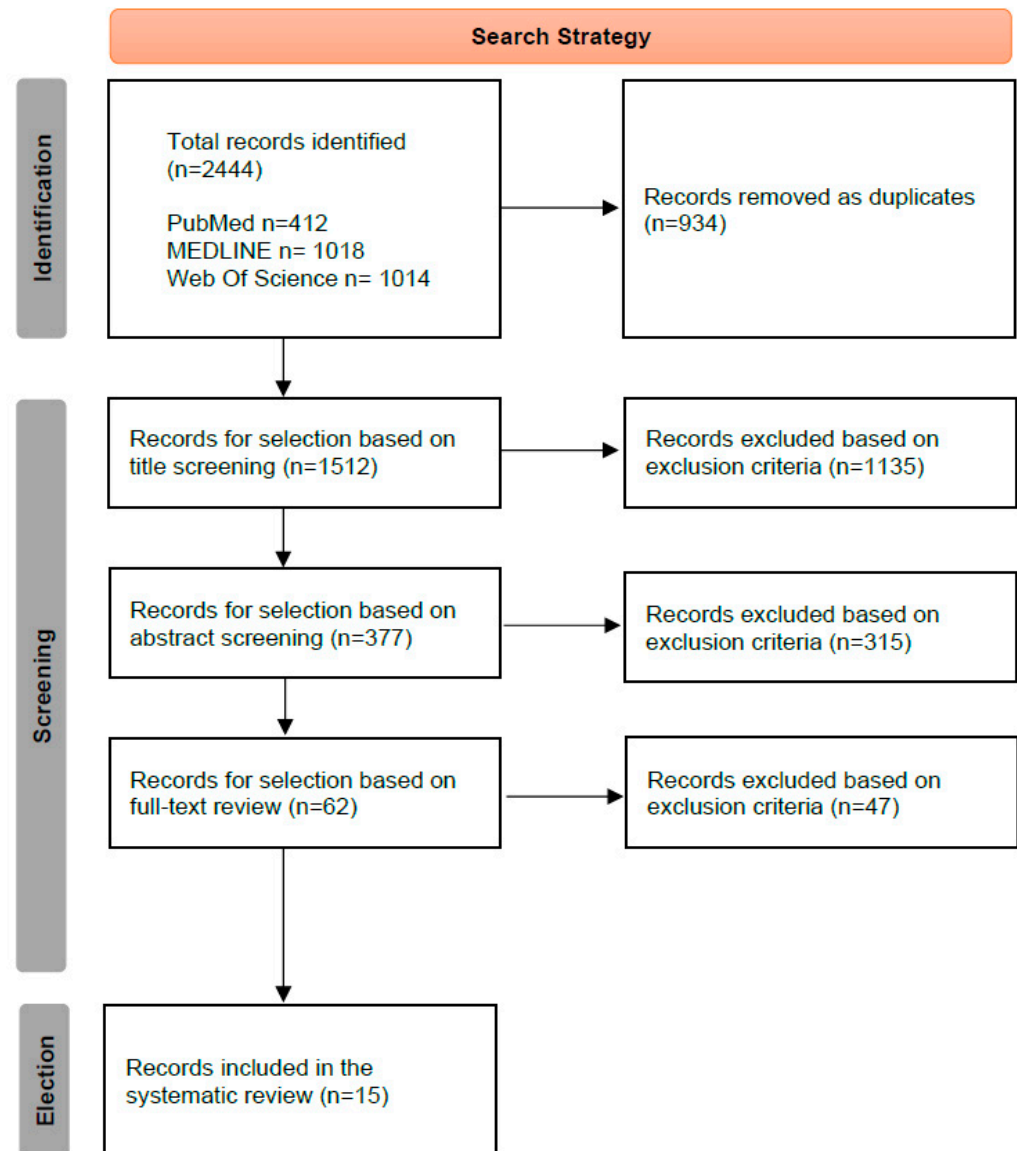 Search Strategy
Identification
Total records identified
(n=2444)
PubMed n=412
MEDLINE n= 1018
Web Of Science n= 1014
Records removed as duplicates
(n=934)
Screening
Records for selection based on
title screening (n=1512)
Records excluded based on
exclusion criteria (n=1135)
Records for selection based on
abstract screening (n=377)
Records excluded based on
exclusion criteria (n=315)
Records for selection based on
full-text review (n=62)
Records excluded based on
exclusion criteria (n=47)
Election
Records included in the
systematic review (n=15)